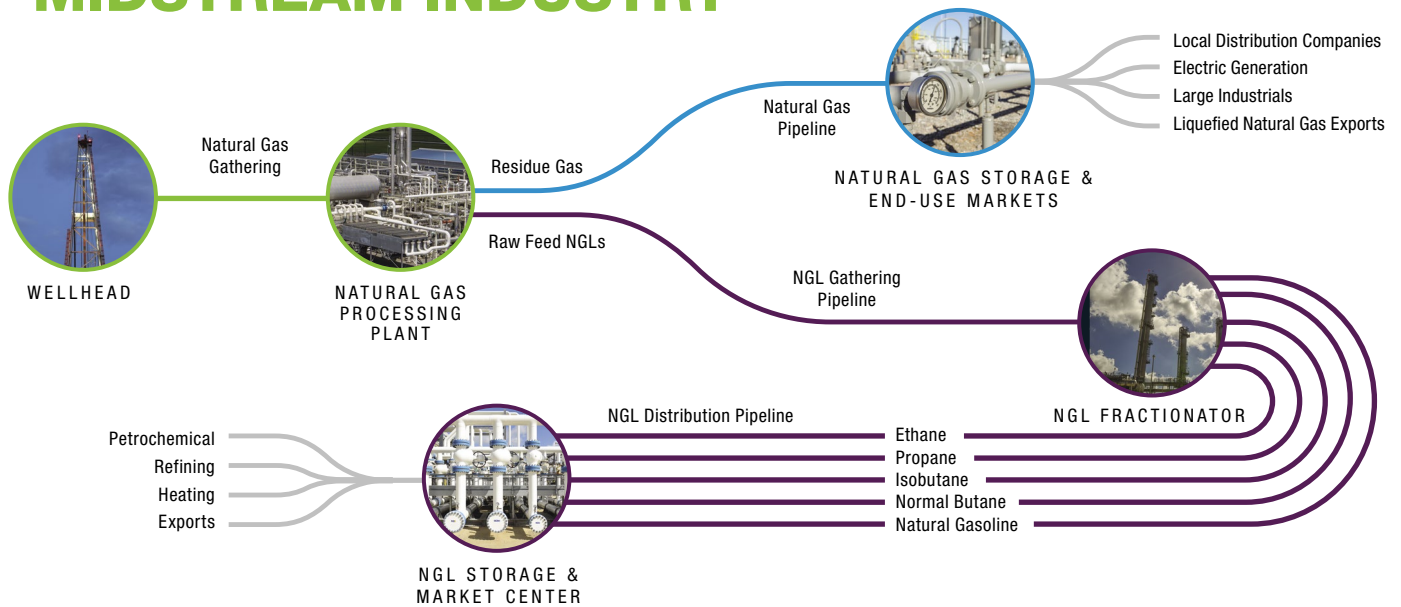 MIDSTREAM INDUSTRY
Local Distribution Companies
Electric Generation
Large Industrials
Liquefied Natural Gas Exports
Natural Gas
Pipeline
Natural Gas
Gathering
Residue Gas
NATURAL GAS STORAGE &
END-USE MARKETS
Raw Feed NGLs
WELLHEAD
NATURAL GAS
PROCESSING
PLANT
NGL Gathering
Pipeline
NGL FRACTIONATOR
NGL Distribution Pipeline
Ethane
Propane
Isobutane
Normal Butane
Natural Gasoline
Petrochemical
Refining
Heating
Exports
NGL STORAGE &
MARKET CENTER